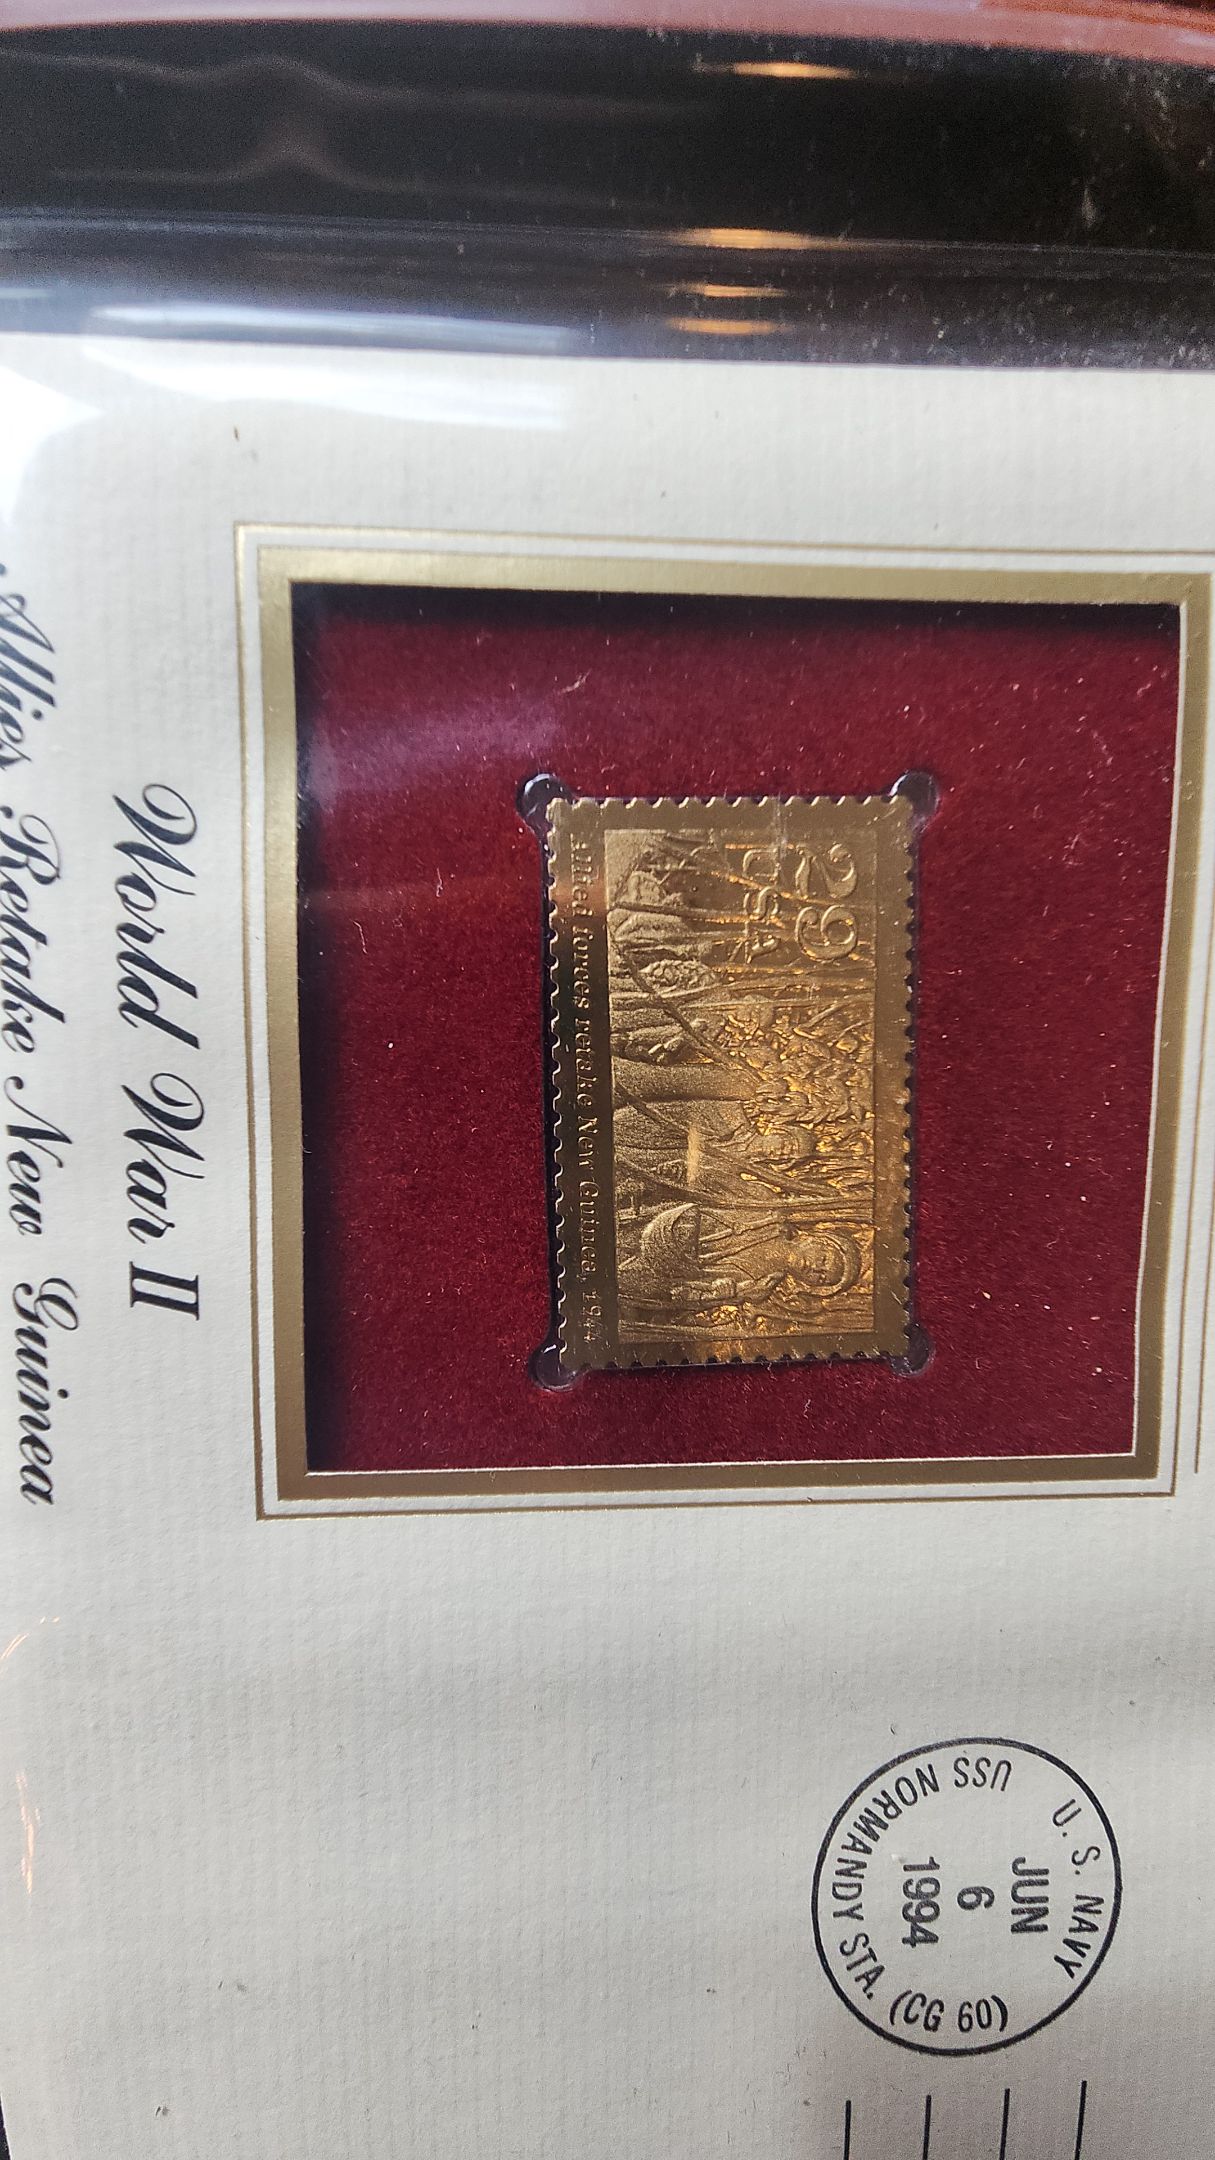 29
USA
Allied forces retake New Guinea, 1944
World War II
Allies Retake New Guinea
U. S. NAVY
JUN
6
1994
USS NORMANDY STA. (CG 60)